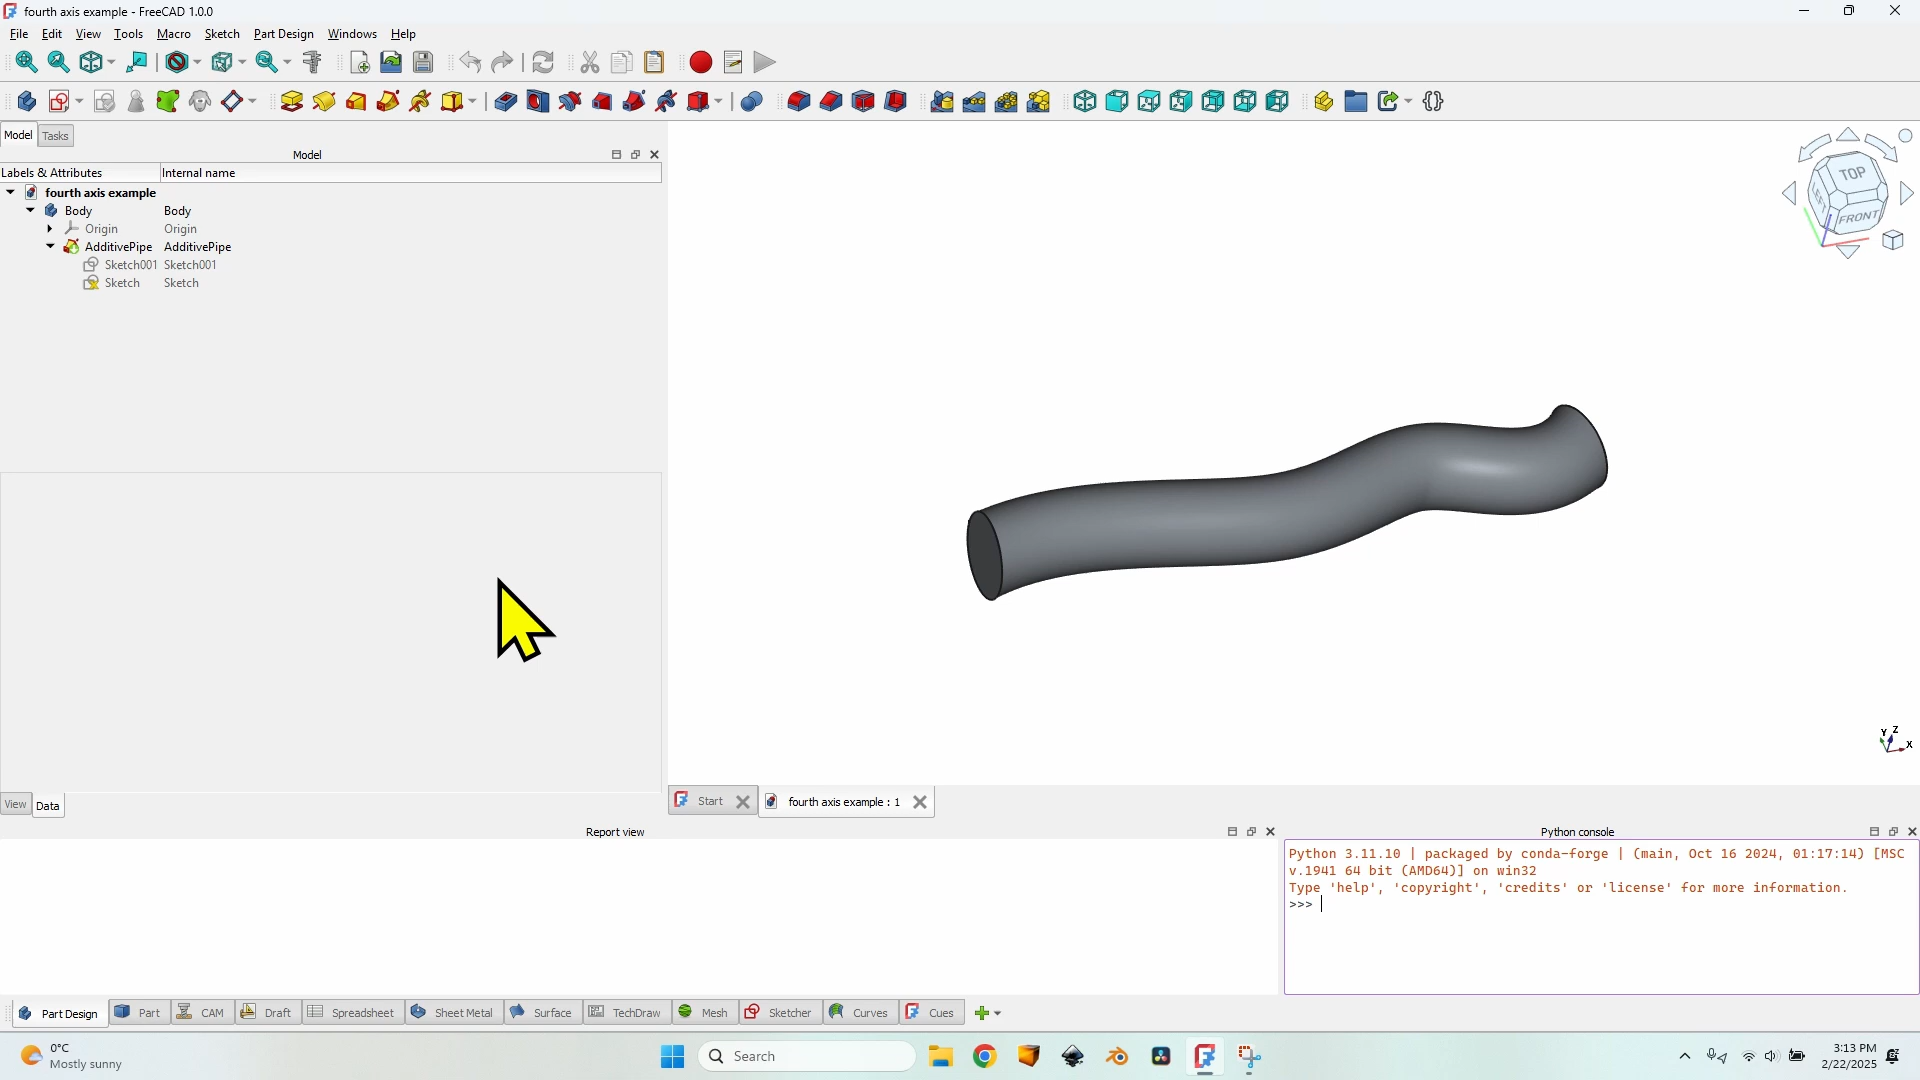 fourth axis example - FreeCAD 1.0.0
File Edit View Tools Macro Sketch Part Design Windows Help
Model Tasks
Model
Labels & Attributes Internal name
fourth axis example
Body Body
Origin Origin
AdditivePipe AdditivePipe
Sketch001 Sketch001
Sketch Sketch
TOP
LEFT
FRONT
Y Z
X
View Data
Start fourth axis example : 1
Report view
Python console
Python 3.11.10 | packaged by conda-forge | (main, Oct 16 2024, 01:17:14) [MSC
v.1941 64 bit (AMD64)] on win32
Type 'help', 'copyright', 'credits' or 'license' for more information.
>>>
Part Design Part CAM Draft Spreadsheet Sheet Metal Surface TechDraw Mesh Sketcher Curves Cues
0°C
Mostly sunny
Search
3:13 PM
2/22/2025